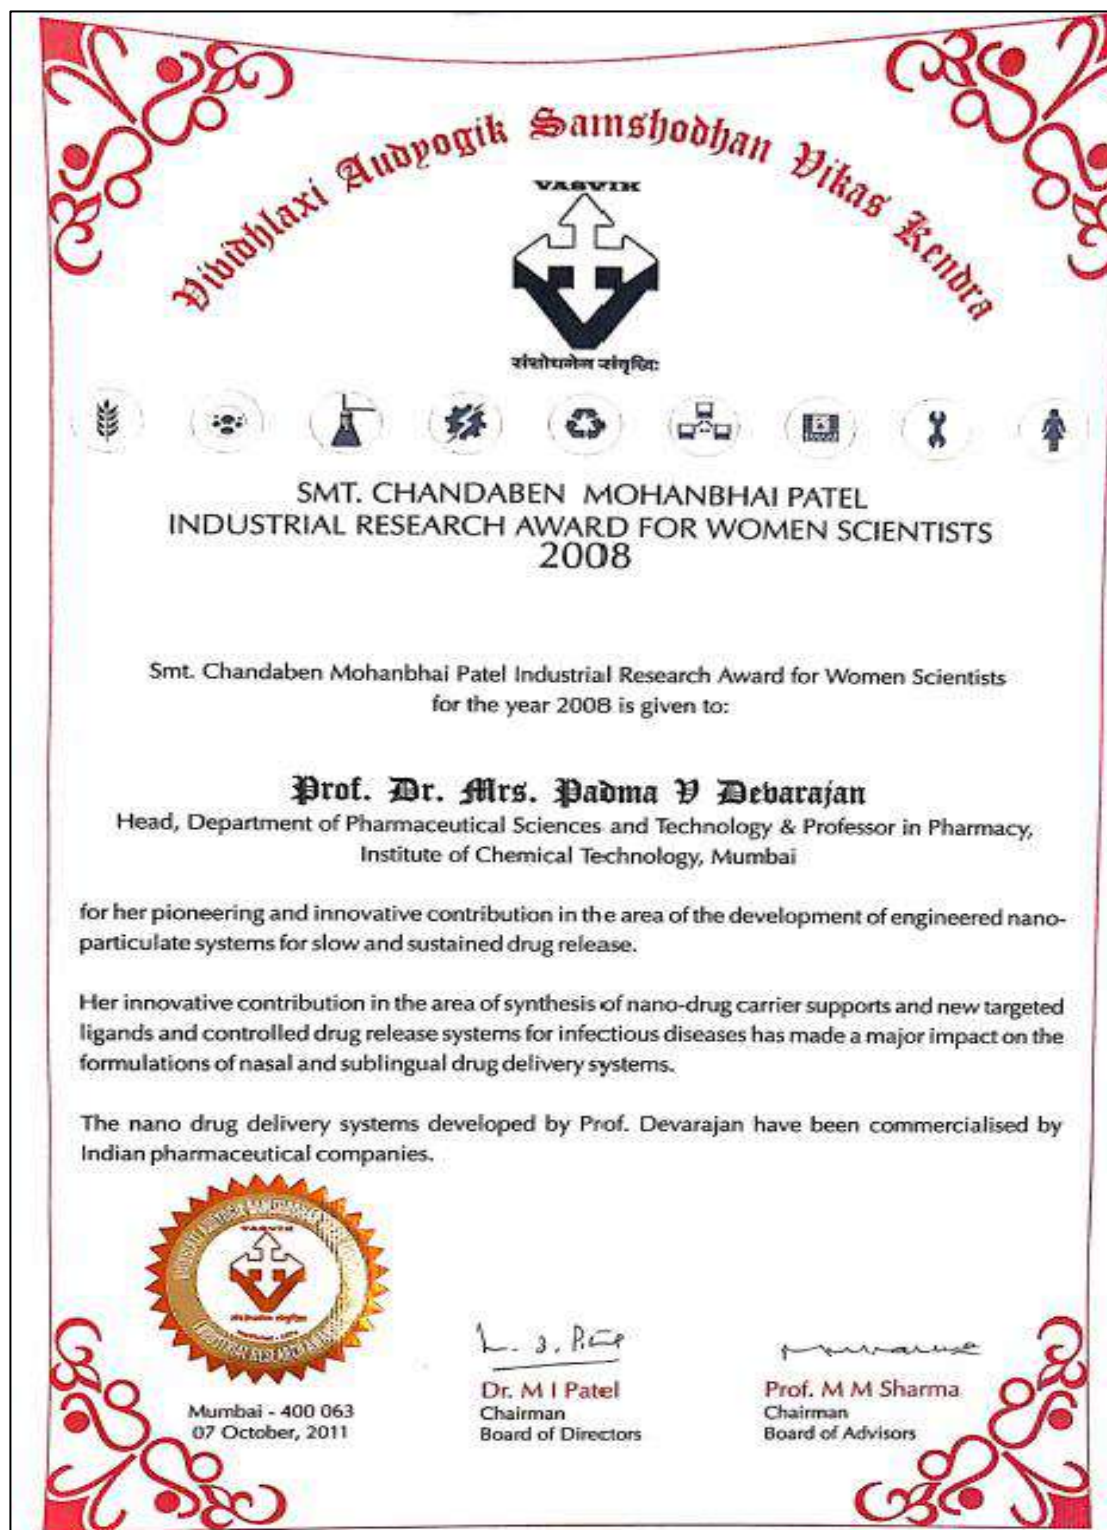 Vividhlaxi Audyogik Samshodhan Vikas Kendra
VASVIK
SMT. CHANDABEN MOHANBHAI PATEL
INDUSTRIAL RESEARCH AWARD FOR WOMEN SCIENTISTS
2008
Smt. Chandaben Mohanbhai Patel Industrial Research Award for Women Scientists
for the year 2008 is given to:
Prof. Dr. Mrs. Padma V Devarajan
Head, Department of Pharmaceutical Sciences and Technology & Professor in Pharmacy,
Institute of Chemical Technology, Mumbai
for her pioneering and innovative contribution in the area of the development of engineered nano-
particulate systems for slow and sustained drug release.
Her innovative contribution in the area of synthesis of nano-drug carrier supports and new targeted
ligands and controlled drug release systems for infectious diseases has made a major impact on the
formulations of nasal and sublingual drug delivery systems.
The nano drug delivery systems developed by Prof. Devarajan have been commercialised by
Indian pharmaceutical companies.
VASVIK
INDUSTRIAL RESEARCH
Mumbai - 400 063
07 October, 2011
Dr. M I Patel
Chairman
Board of Directors
Prof. M M Sharma
Chairman
Board of Advisors